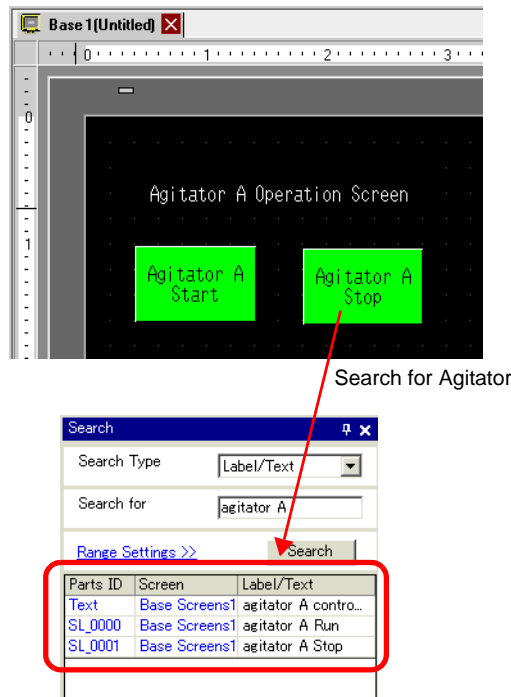 Base 1(Untitled)
0 1 2 3
0
1
Agitator A Operation Screen
Agitator A
Start
Agitator A
Stop
Search for Agitator
Search
Search Type
Label/Text
Search for
agitator A
Range Settings >>
Search
Parts ID Screen Label/Text
Text Base Screens1 agitator A contro...
SL_0000 Base Screens1 agitator A Run
SL_0001 Base Screens1 agitator A Stop